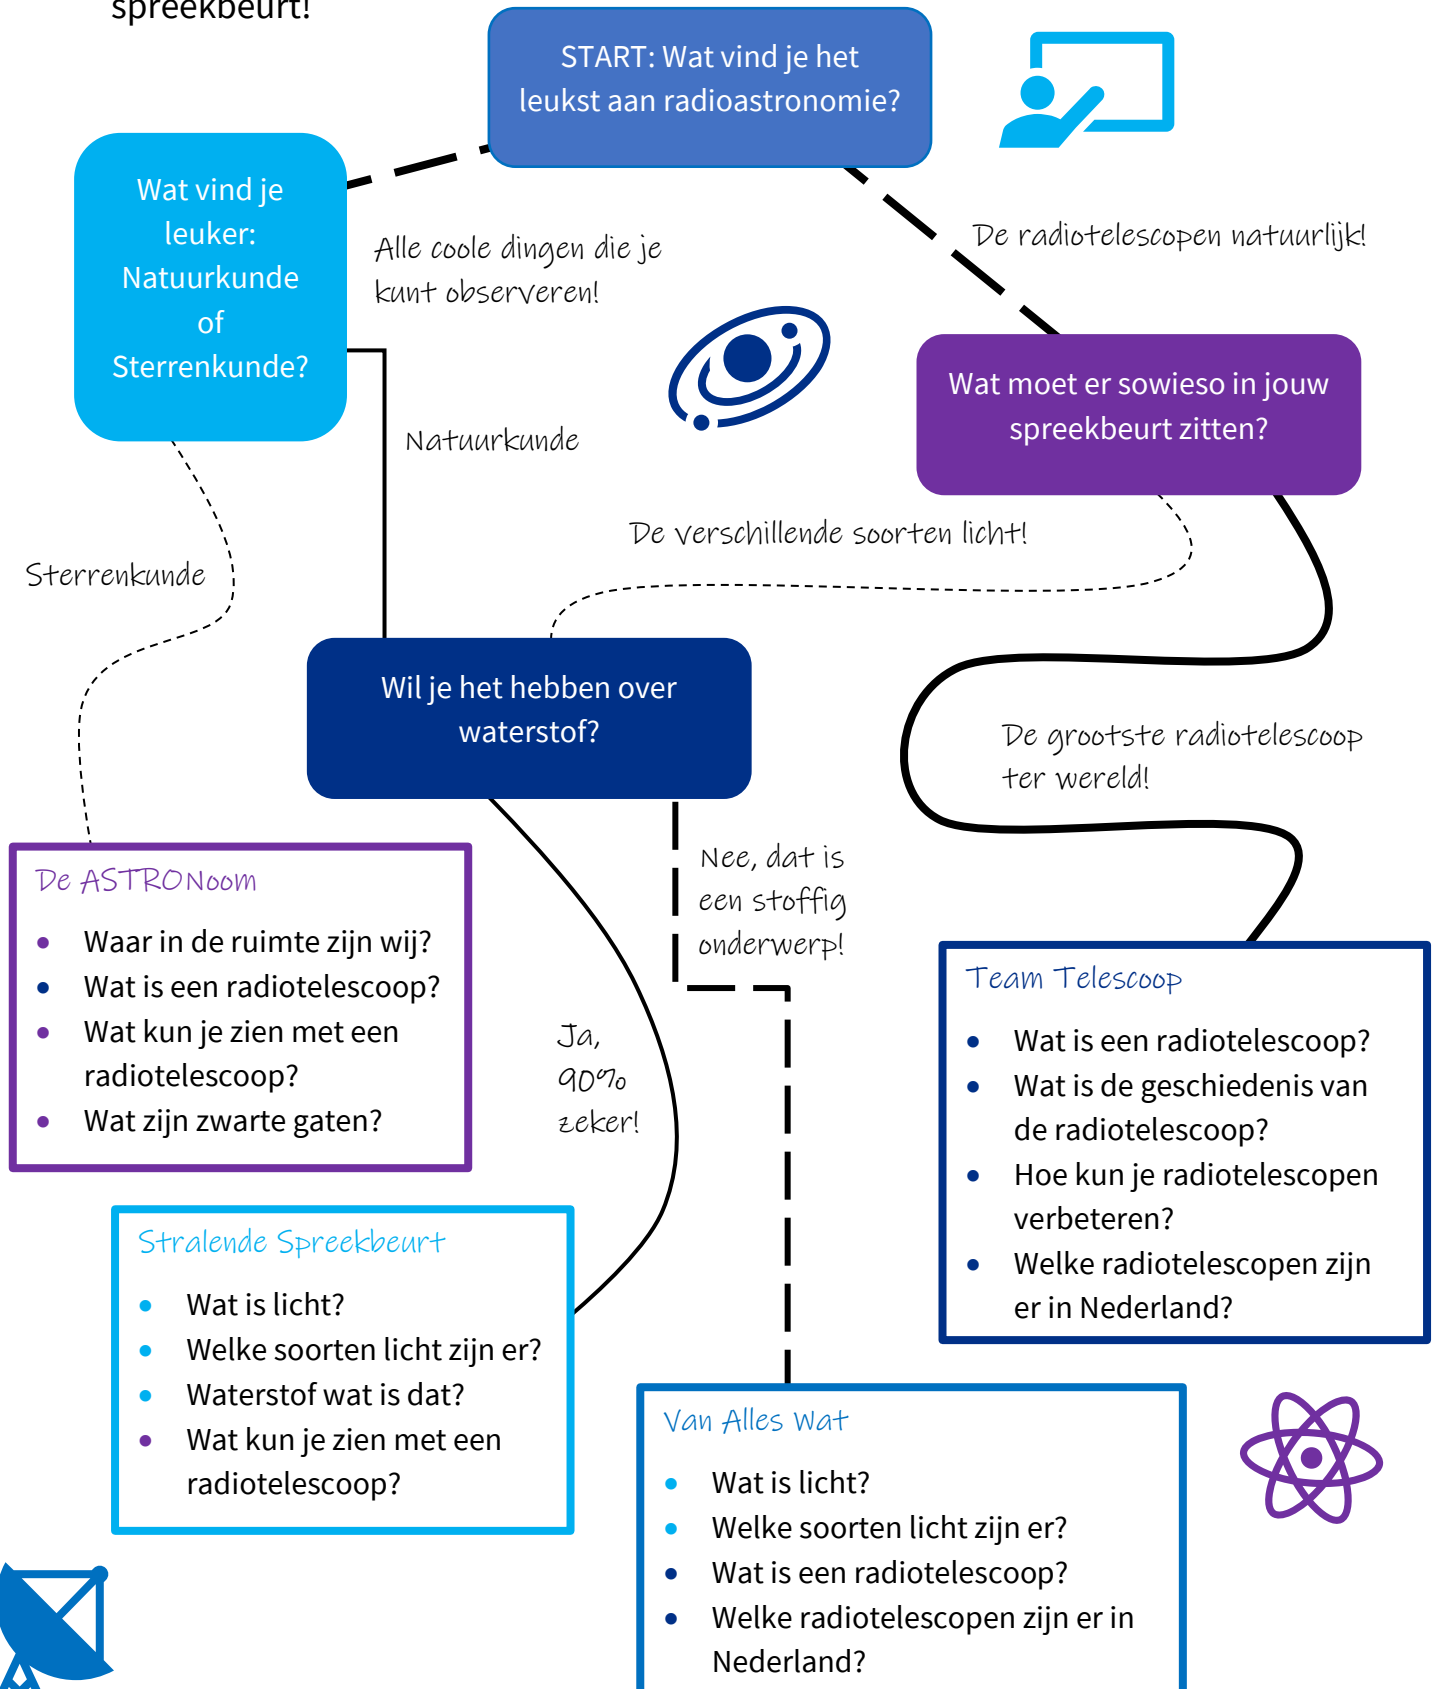 spreekbeurt!
START: Wat vind je het
leukst aan radioastronomie?
Wat vind je
leuker:
Natuurkunde
of
Sterrenkunde?
Alle coole dingen die je
kunt observeren!
De radiotelescopen natuurlijk!
Wat moet er sowieso in jouw
spreekbeurt zitten?
Natuurkunde
De verschillende soorten licht!
Sterrenkunde
Wil je het hebben over
waterstof?
De grootste radiotelescoop
ter wereld!
Nee, dat is
een stoffig
onderwerp!
De ASTRONoom
• Waar in de ruimte zijn wij?
• Wat is een radiotelescoop?
• Wat kun je zien met een
radiotelescoop?
• Wat zijn zwarte gaten?
Ja,
90%
zeker!
Team Telescoop
• Wat is een radiotelescoop?
• Wat is de geschiedenis van
de radiotelescoop?
• Hoe kun je radiotelescopen
verbeteren?
• Welke radiotelescopen zijn
er in Nederland?
Stralende Spreekbeurt
• Wat is licht?
• Welke soorten licht zijn er?
• Waterstof wat is dat?
• Wat kun je zien met een
radiotelescoop?
Van Alles Wat
• Wat is licht?
• Welke soorten licht zijn er?
• Wat is een radiotelescoop?
• Welke radiotelescopen zijn er in
Nederland?